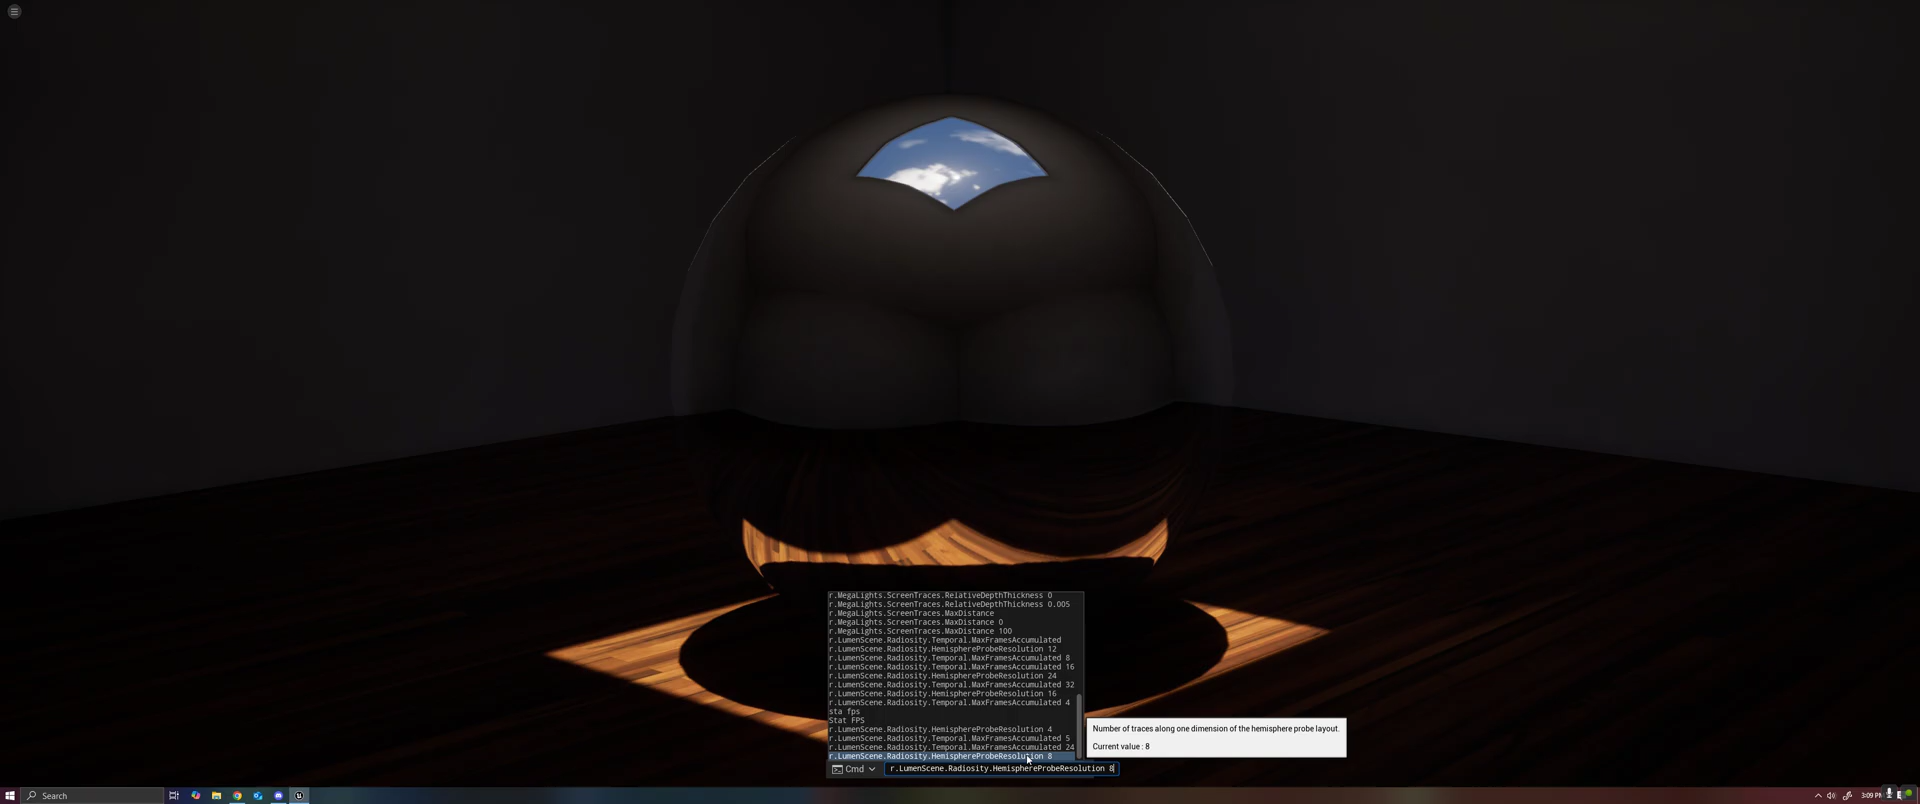 r.MegaLights.ScreenTraces.RelativeDepthThickness 0
r.MegaLights.ScreenTraces.RelativeDepthThickness 0.005
r.MegaLights.ScreenTraces.MaxDistance
r.MegaLights.ScreenTraces.MaxDistance 0
r.MegaLights.ScreenTraces.MaxDistance 100
r.LumenScene.Radiosity.Temporal.MaxFramesAccumulated
r.LumenScene.Radiosity.HemisphereProbeResolution 12
r.LumenScene.Radiosity.Temporal.MaxFramesAccumulated 8
r.LumenScene.Radiosity.Temporal.MaxFramesAccumulated 16
r.LumenScene.Radiosity.HemisphereProbeResolution 24
r.LumenScene.Radiosity.Temporal.MaxFramesAccumulated 32
r.LumenScene.Radiosity.HemisphereProbeResolution 16
r.LumenScene.Radiosity.Temporal.MaxFramesAccumulated 4
sta fps
Stat FPS
r.LumenScene.Radiosity.HemisphereProbeResolution 4
r.LumenScene.Radiosity.Temporal.MaxFramesAccumulated 5
r.LumenScene.Radiosity.Temporal.MaxFramesAccumulated 24
r.LumenScene.Radiosity.HemisphereProbeResolution 8
Number of traces along one dimension of the hemisphere probe layout.
Current value : 8
Cmd
r.LumenScene.Radiosity.HemisphereProbeResolution 8
Search
3:09